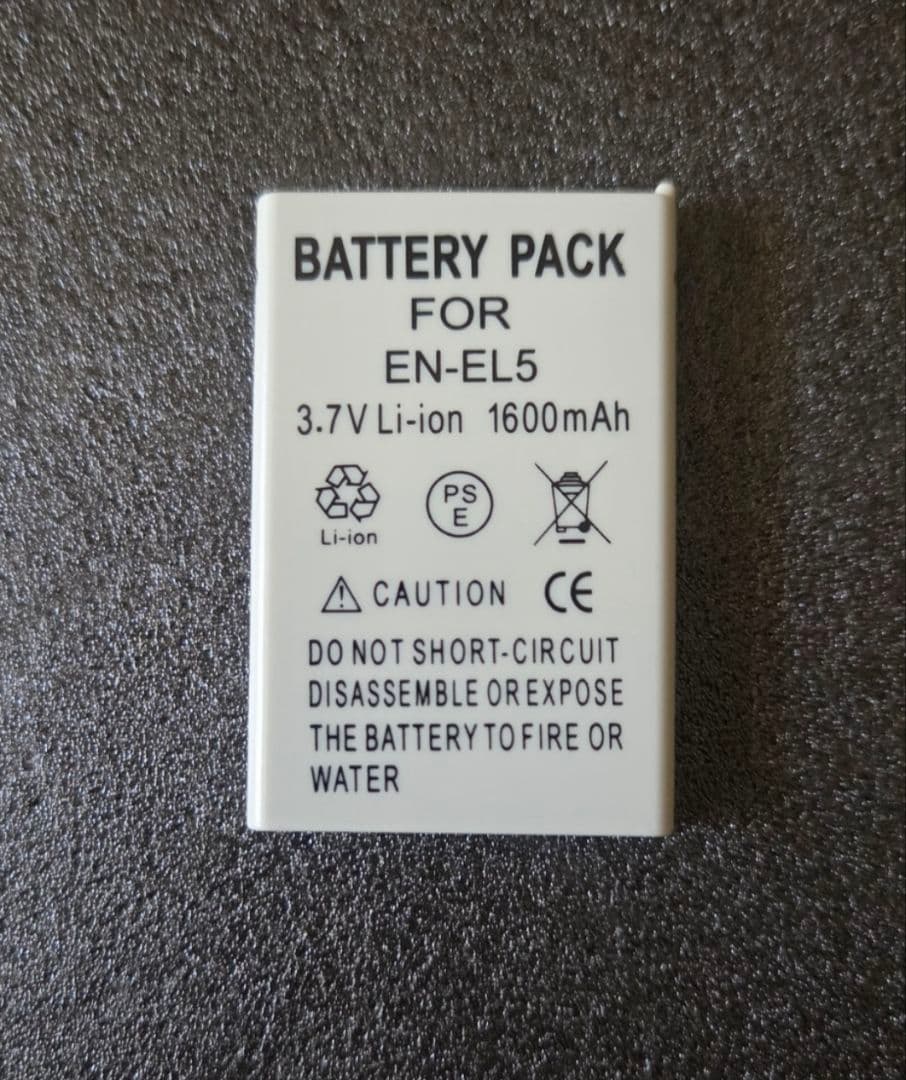 BATTERY PACK
FOR
EN-EL5
3.7V Li-ion 1600mAh
PS
E
Li-ion
CAUTION CE
DO NOT SHORT-CIRCUIT
DISASSEMBLE OR EXPOSE
THE BATTERY TO FIRE OR
WATER